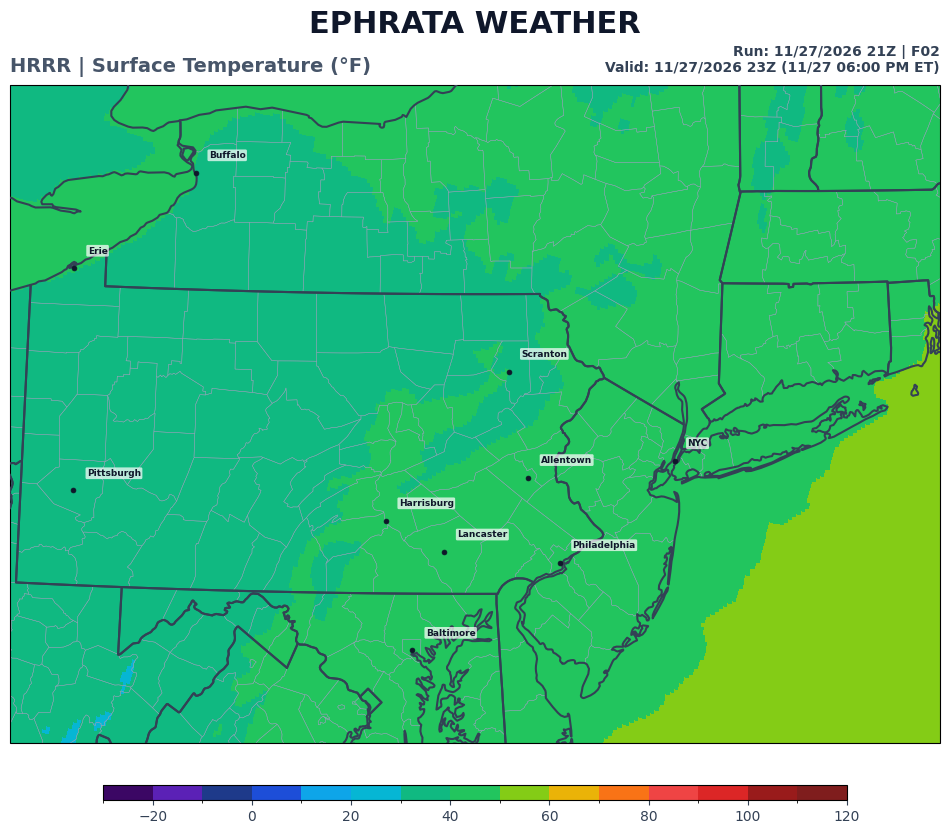 EPHRATA WEATHER
HRRR | Surface Temperature (°F)
Run: 11/27/2026 21Z | F02
Valid: 11/27/2026 23Z (11/27 06:00 PM ET)
Buffalo
Erie
Scranton
NYC
Allentown
Pittsburgh
Harrisburg
Lancaster
Philadelphia
Baltimore
−20 0 20 40 60 80 100 120